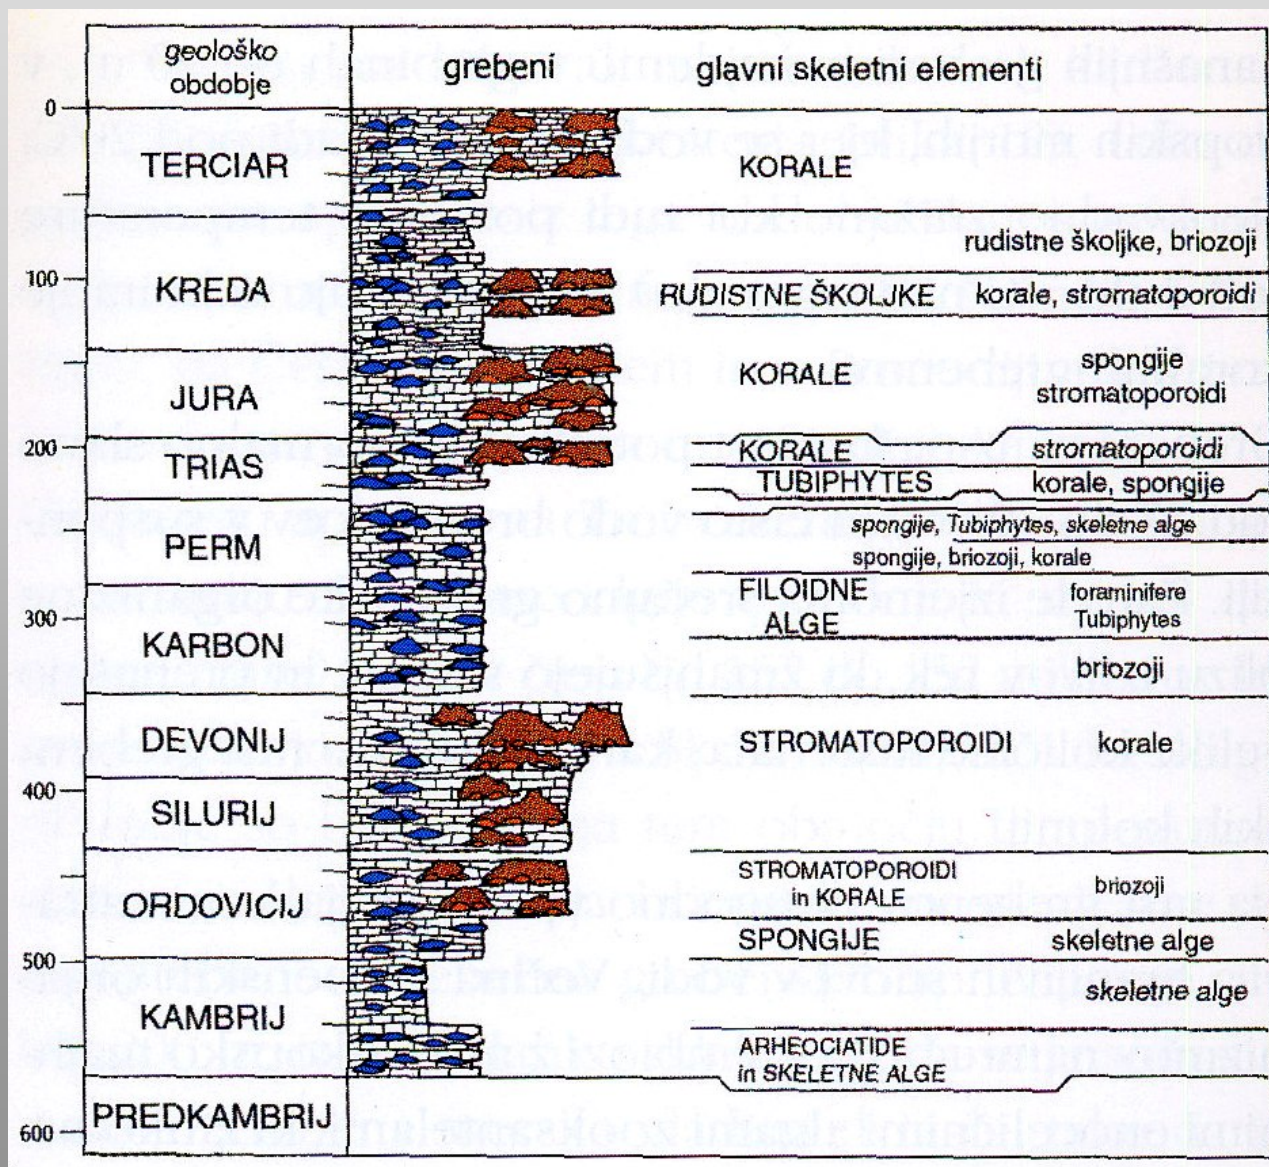 geološko
obdobje
grebeni
glavni skeletni elementi
0
TERCIAR
KORALE
rudistne školjke, briozoji
100
KREDA
RUDISTNE ŠKOLJKE
korale, stromatoporoidi
JURA
KORALE
spongije
stromatoporoidi
200
TRIAS
KORALE
stromatoporoidi
TUBIPHYTES
korale, spongije
PERM
spongije, Tubiphytes, skeletne alge
spongije, briozoji, korale
300
KARBON
FILOIDNE
ALGE
foraminifere
Tubiphytes
briozoji
DEVONIJ
STROMATOPOROIDI
korale
400
SILURIJ
ORDOVICIJ
STROMATOPOROIDI
in KORALE
briozoji
SPONGIJE
skeletne alge
500
KAMBRIJ
skeletne alge
ARHEOCIATIDE
in SKELETNE ALGE
PREDKAMBRIJ
600